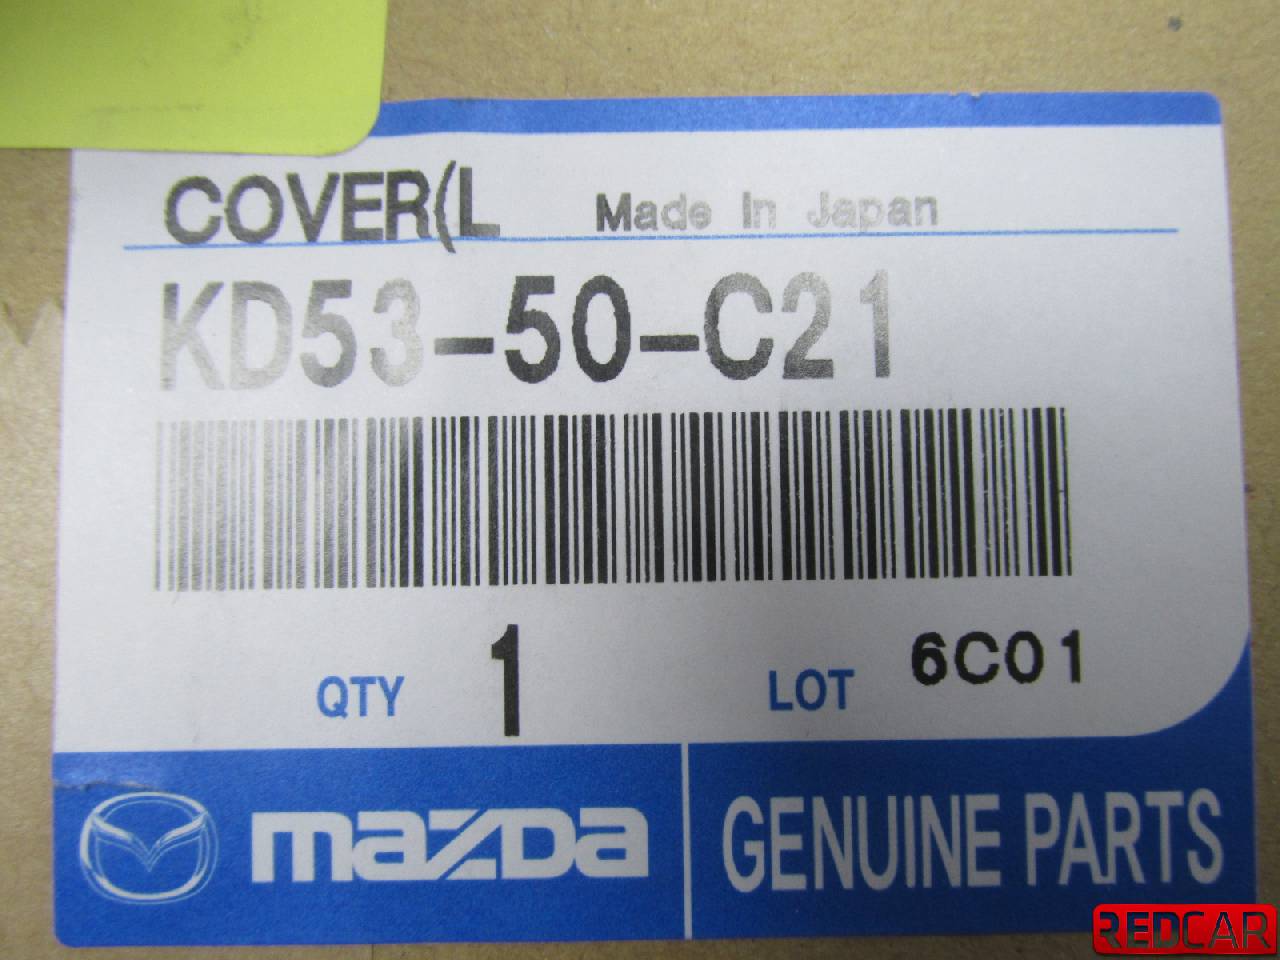 COVER(L Made In Japan
KD53-50-C21
QTY 1 LOT 6C01
mazda GENUINE PARTS
REDCAR